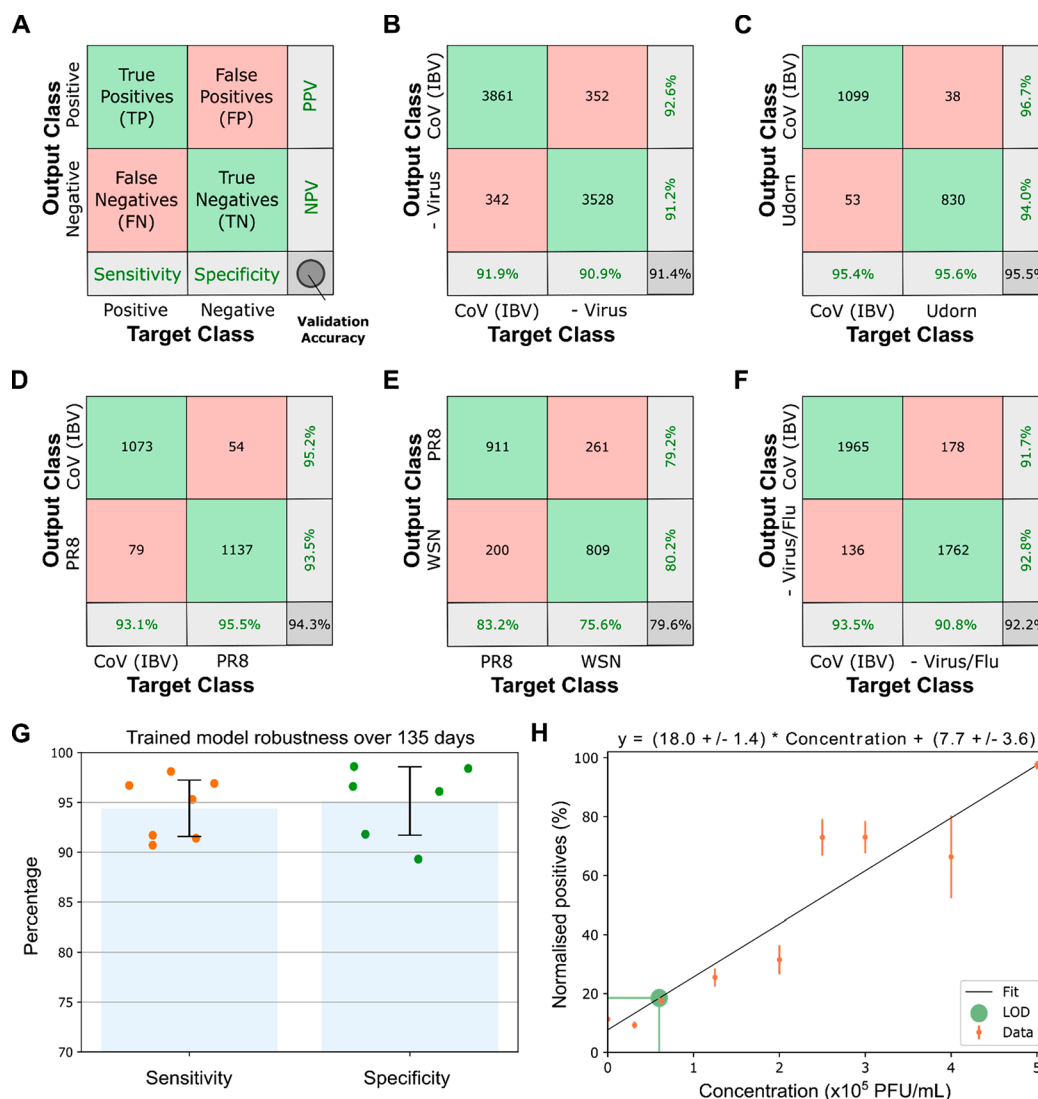 A
Output Class
Positive
Negative
True
Positives
(TP)
False
Positives
(FP)
PPV
False
Negatives
(FN)
True
Negatives
(TN)
NPV
Sensitivity
Specificity
Positive
Negative
Target Class
Validation
Accuracy
B
Output Class
CoV (IBV)
- Virus
3861
352
92.6%
342
3528
91.2%
91.9%
90.9%
91.4%
CoV (IBV)
- Virus
Target Class
C
Output Class
CoV (IBV)
Udorn
1099
38
96.7%
53
830
94.0%
95.4%
95.6%
95.5%
CoV (IBV)
Udorn
Target Class
D
Output Class
CoV (IBV)
PR8
1073
54
95.2%
79
1137
93.5%
93.1%
95.5%
94.3%
CoV (IBV)
PR8
Target Class
E
Output Class
PR8
WSN
911
261
79.2%
200
809
80.2%
83.2%
75.6%
79.6%
PR8
WSN
Target Class
F
Output Class
CoV (IBV)
- Virus/Flu
1965
178
91.7%
136
1762
92.8%
93.5%
90.8%
92.2%
CoV (IBV)
- Virus/Flu
Target Class
G
Trained model robustness over 135 days
Percentage
100
95
90
85
80
75
70
Sensitivity
Specificity
H
y = (18.0 +/- 1.4) * Concentration + (7.7 +/- 3.6)
Normalised positives (%)
100
80
60
40
20
0
0
1
2
3
4
5
Concentration (x10⁵ PFU/mL)
Fit
LOD
Data